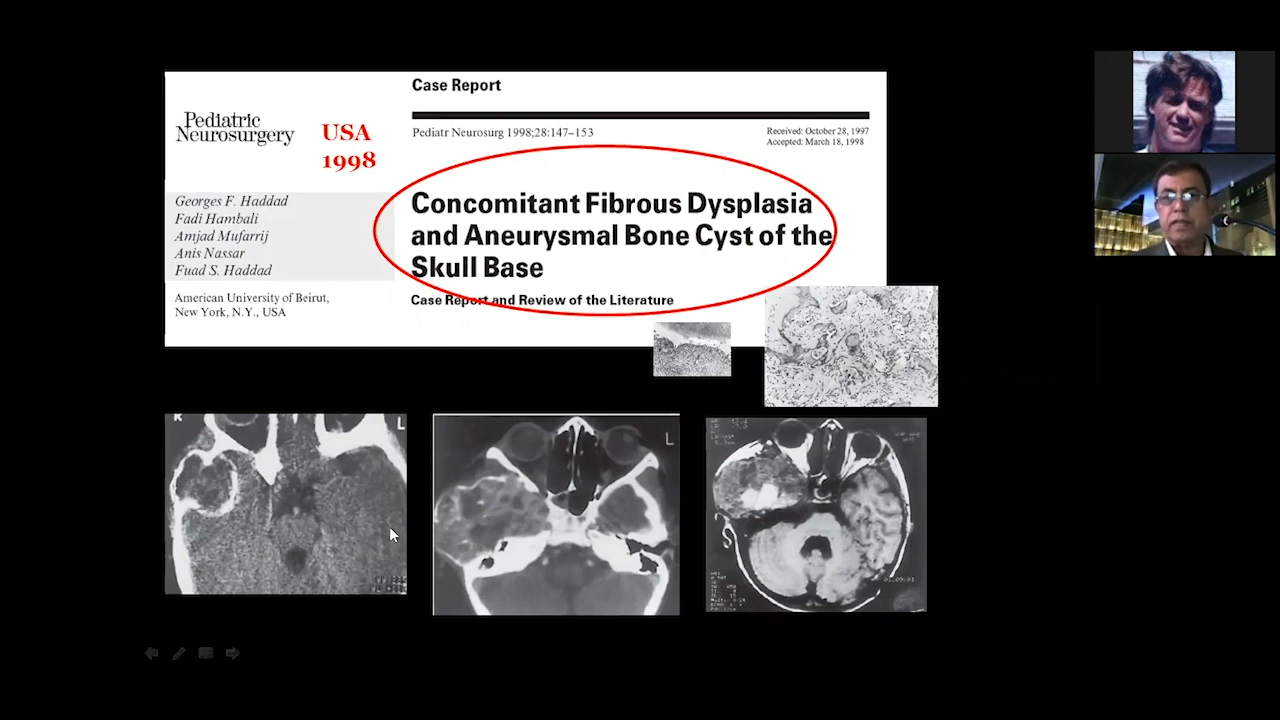 Case Report
Pediatric
Neurosurgery
USA
1998
Pediatr Neurosurg 1998;28:147–153
Received: October 28, 1997
Accepted: March 18, 1998
Georges F. Haddad
Fadi Hambali
Amjad Mufarrij
Anis Nassar
Fuad S. Haddad
American University of Beirut,
New York, N.Y., USA
Concomitant Fibrous Dysplasia
and Aneurysmal Bone Cyst of the
Skull Base
Case Report and Review of the Literature
R
L
L